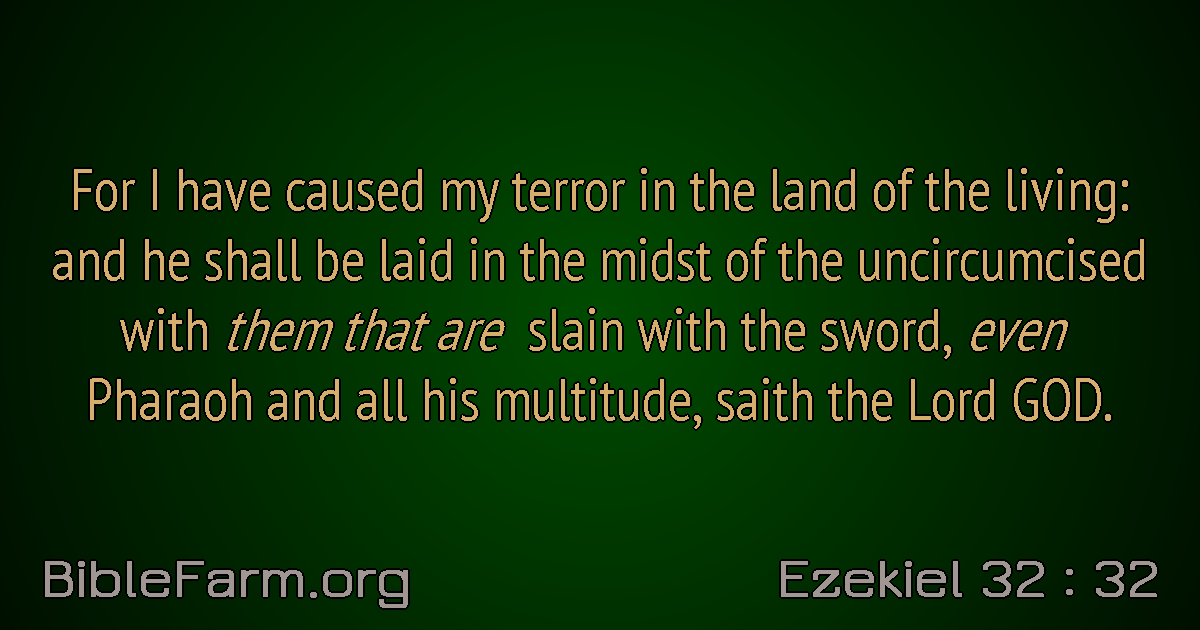 For I have caused my terror in the land of the living:
and he shall be laid in the midst of the uncircumcised
with them that are slain with the sword, even
Pharaoh and all his multitude, saith the Lord GOD.
BibleFarm.org
Ezekiel 32 : 32